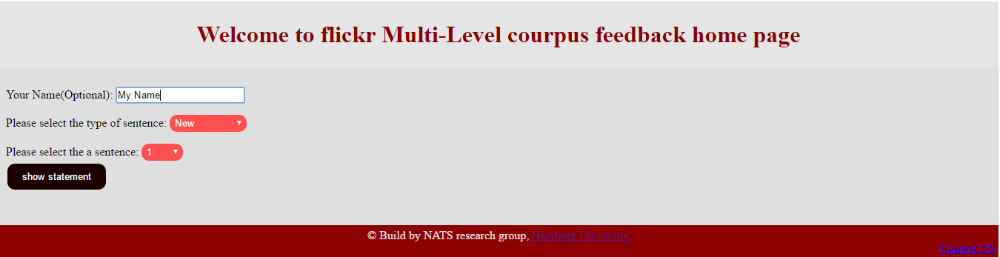 Welcome to flickr Multi-Level courpus feedback home page
Your Name(Optional): My Name
Please select the type of sentence: New
Please select the a sentence: 1
show statement
© Build by NATS research group, Hamburg University
Contact US